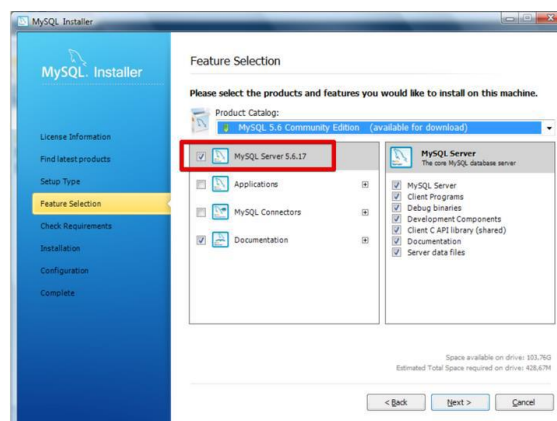 MySQL Installer
MySQL. Installer
License Information
Find latest products
Setup Type
Feature Selection
Check Requirements
Installation
Configuration
Complete
Feature Selection
Please select the products and features you would like to install on this machine.
Product Catalog:
MySQL 5.6 Community Edition (available for download)
MySQL Server 5.6.17
Applications
MySQL Connectors
Documentation
MySQL Server
The core MySQL database server
MySQL Server
Client Programs
Debug binaries
Development Components
Client C API library (shared)
Documentation
Server data files
Space available on drive: 103,76G
Estimated Total Space required on drive: 428,67M
< Back
Next >
Cancel